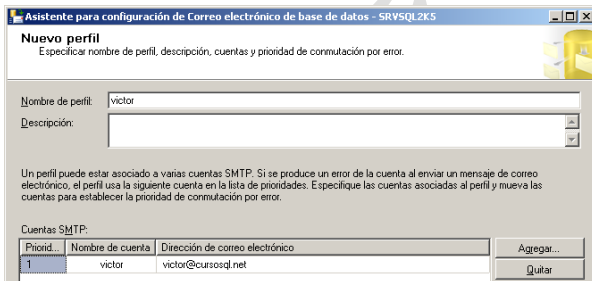 Asistente para configuración de Correo electrónico de base de datos - SRVSQL2K5
Nuevo perfil
Especificar nombre de perfil, descripción, cuentas y prioridad de conmutación por error.
Nombre de perfil: victor
Descripción:
Un perfil puede estar asociado a varias cuentas SMTP. Si se produce un error de la cuenta al enviar un mensaje de correo
electrónico, el perfil usa la siguiente cuenta en la lista de prioridades. Especifique las cuentas asociadas al perfil y mueva las
cuentas para establecer la prioridad de conmutación por error.
Cuentas SMTP:
Priorid... Nombre de cuenta Dirección de correo electrónico Agregar...
1 victor victor@cursosql.net Quitar